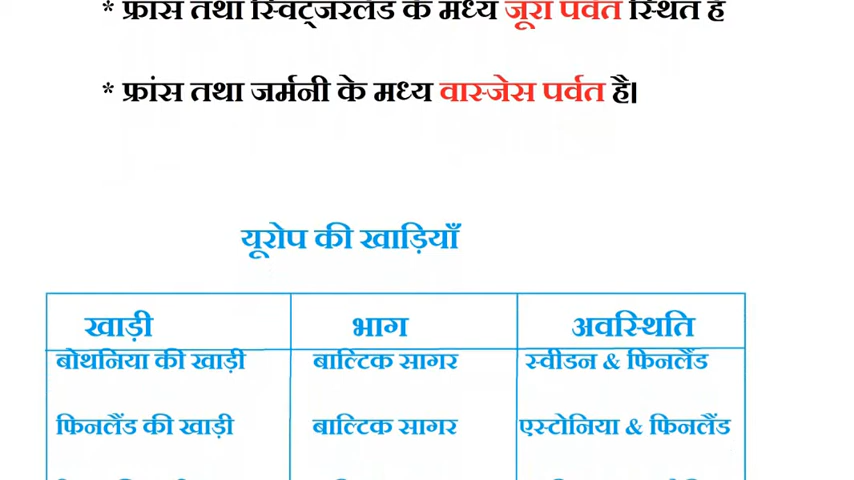 * फ्रांस तथा स्विट्जरलैंड के मध्य जूरा पर्वत स्थित है
* फ्रांस तथा जर्मनी के मध्य वास्जेस पर्वत है।
यूरोप की खाड़ियाँ
खाड़ी भाग अवस्थिति
बोथनिया की खाड़ी बाल्टिक सागर स्वीडन & फिनलैंड
फिनलैंड की खाड़ी बाल्टिक सागर एस्टोनिया & फिनलैंड